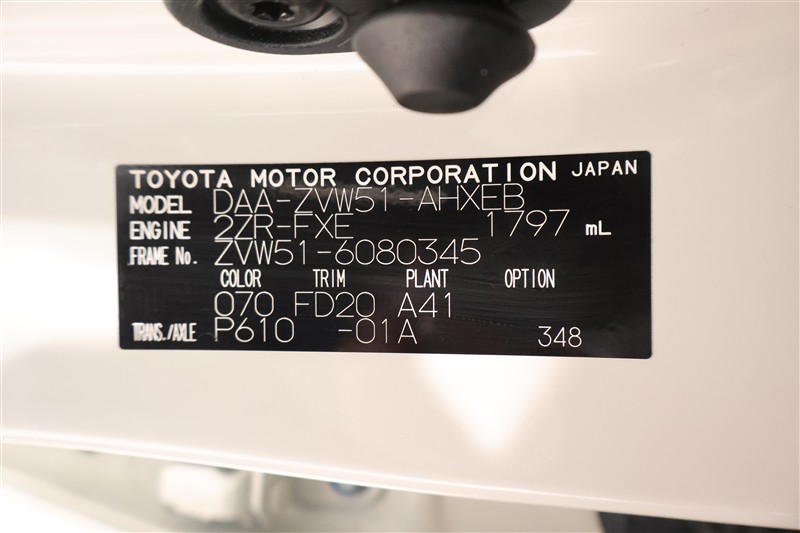 TOYOTA MOTOR CORPORATION JAPAN
MODEL DAA-ZVW51-AHXEB
ENGINE 2ZR-FXE 1797 mL
FRAME No. ZVW51-6080345
COLOR TRIM PLANT OPTION
070 FD20 A41
TRANS./AXLE P610 -01A 348